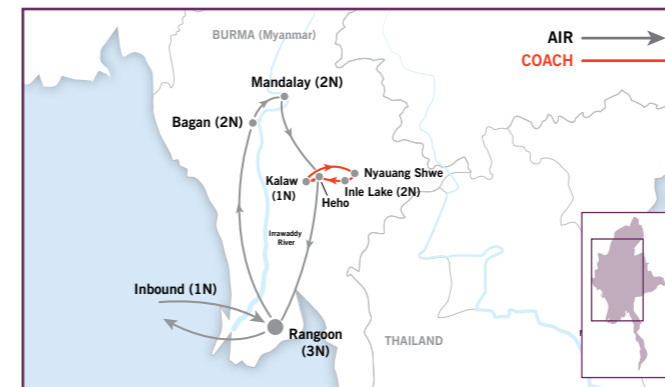 BURMA (Myanmar)
AIR
COACH
Mandalay (2N)
Bagan (2N)
Nyauang Shwe
Kalaw
(1N)
Inle Lake (2N)
Heho
Irrawaddy
River
Inbound (1N)
Rangoon
(3N)
THAILAND